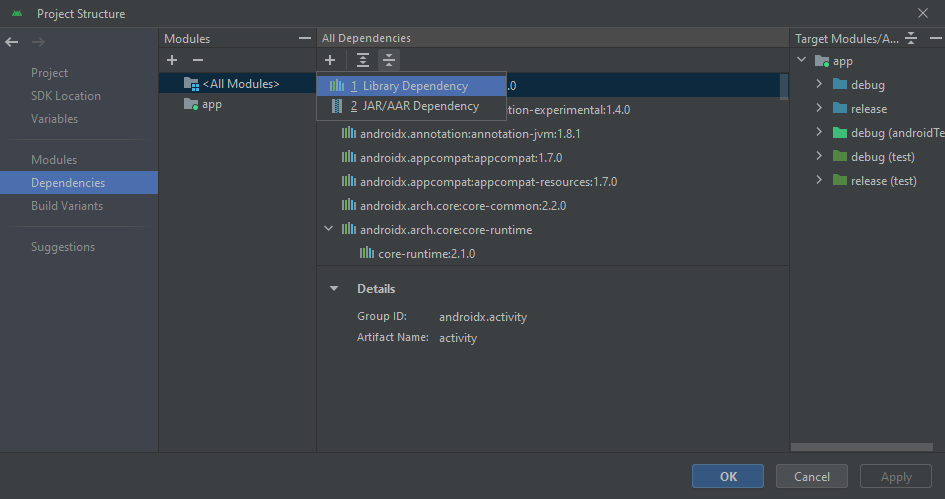 Project Structure
Modules
All Dependencies
Target Modules/A...
Project
SDK Location
Variables
Modules
Dependencies
Build Variants
Suggestions
<All Modules>
app
1 Library Dependency
2 JAR/AAR Dependency
.0
tion-experimental:1.4.0
androidx.annotation:annotation-jvm:1.8.1
androidx.appcompat:appcompat:1.7.0
androidx.appcompat:appcompat-resources:1.7.0
androidx.arch.core:core-common:2.2.0
androidx.arch.core:core-runtime
core-runtime:2.1.0
Details
Group ID: androidx.activity
Artifact Name: activity
app
debug
release
debug (androidTe
debug (test)
release (test)
OK
Cancel
Apply